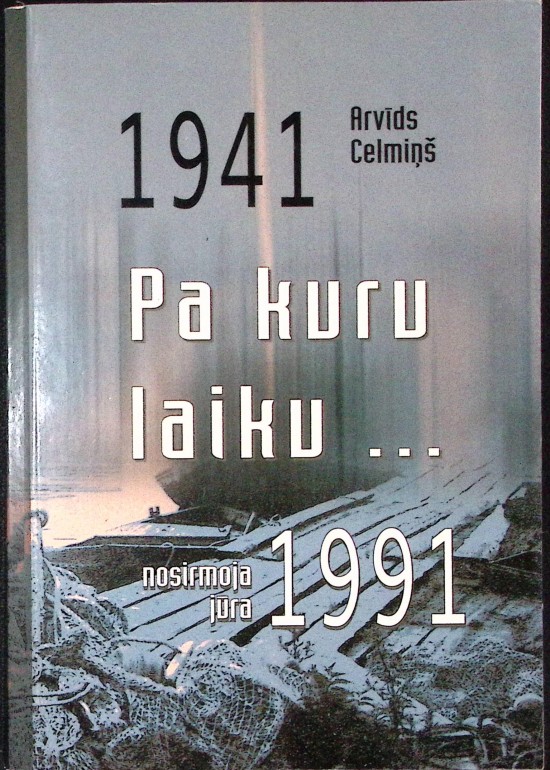 1941
Arvīds
Celmiņš
Pa kuru
laiku ...
nosirmoja
jūra
1991